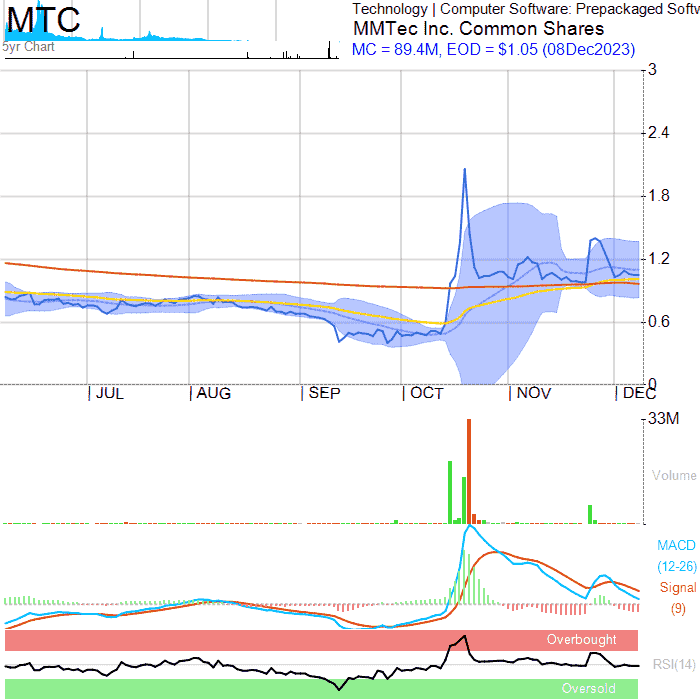 MTC
5yr Chart
Technology | Computer Software: Prepackaged Softw
MMTec Inc. Common Shares
MC = 89.4M, EOD = $1.05 (08Dec2023)
3
2.4
1.8
1.2
0.6
0
JUL
AUG
SEP
OCT
NOV
DEC
33M
Volume
MACD
(12-26)
Signal
(9)
Overbought
RSI(14)
Oversold